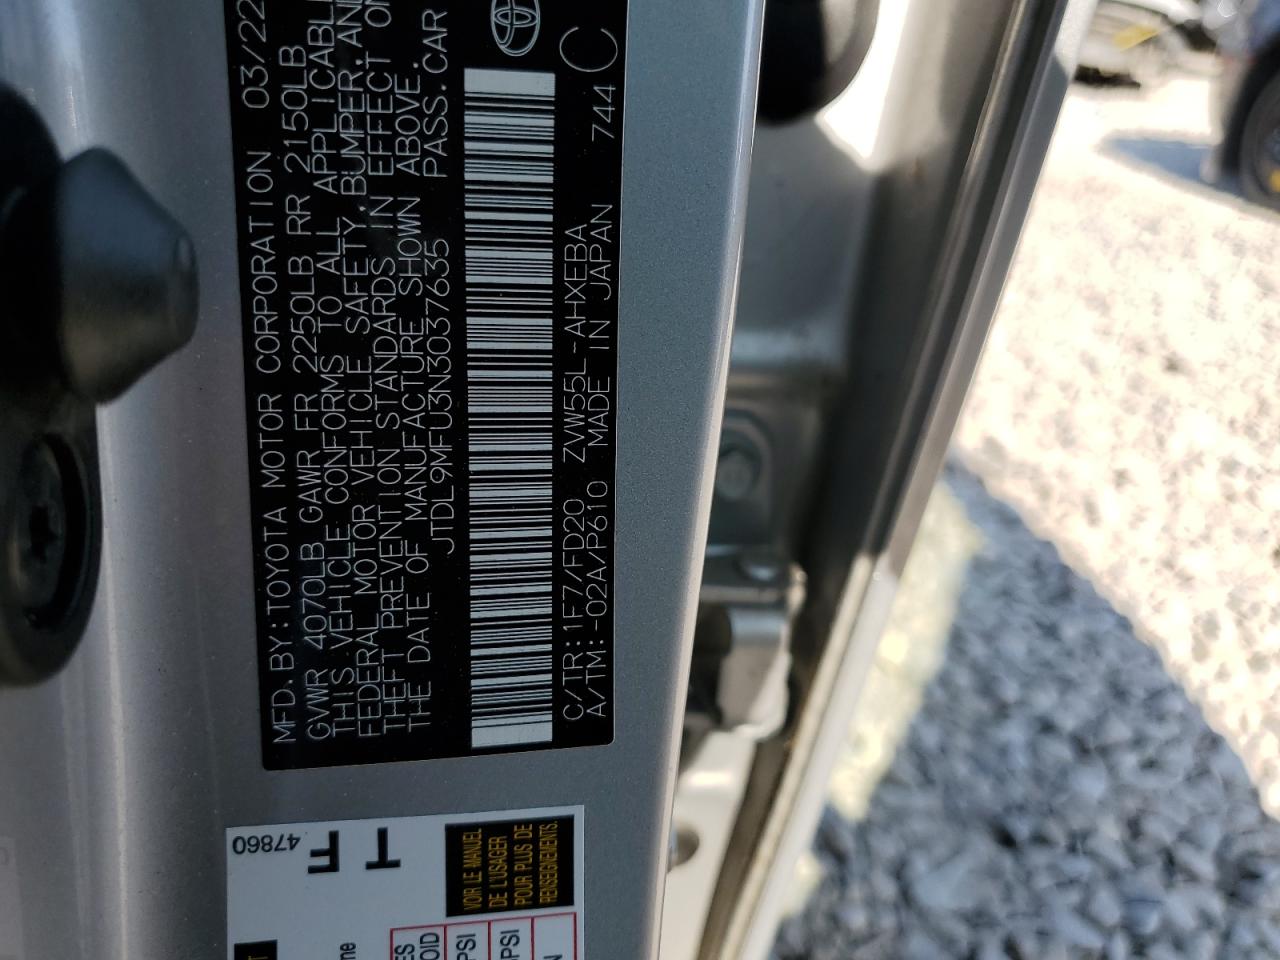 MFD. BY: TOYOTA MOTOR CORPORATION 03/22
GVWR 4070LB GAWR FR 2250LB RR 2150LB
THIS VEHICLE CONFORMS TO ALL APPLICABLE
FEDERAL MOTOR VEHICLE SAFETY, BUMPER, AND
THEFT PREVENTION STANDARDS IN EFFECT ON
THE DATE OF MANUFACTURE SHOWN ABOVE.
JTDL9MFU3N3037635 PASS. CAR
C/TR: 1F7/FD20 ZVW55L-AHXEBA
A/TM: -02A/P610 MADE IN JAPAN 744
C
47860
F
T
VOIR LE MANUEL
DE L'USAGER
POUR PLUS DE
RENSEIGNEMENTS.
PSI
PSI